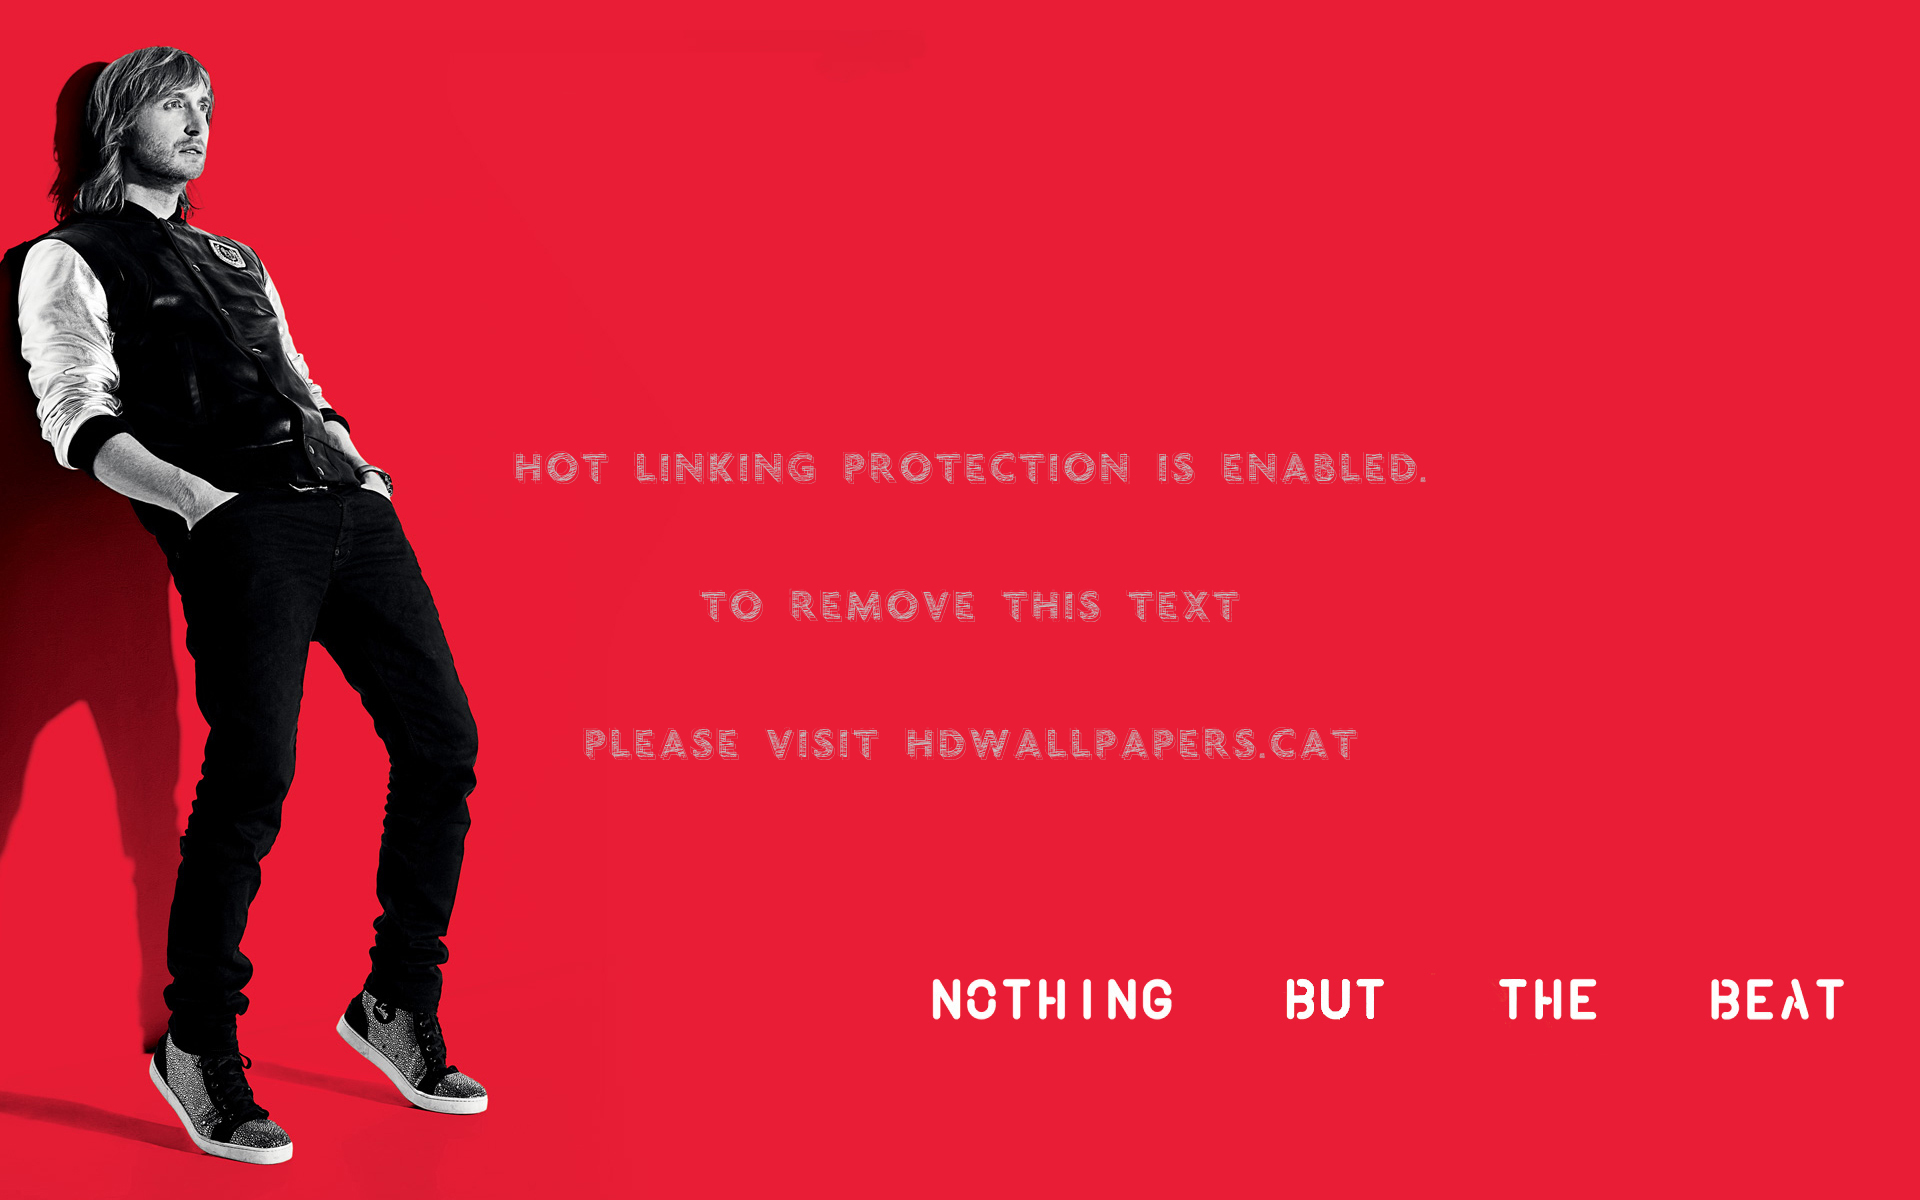 HOT LINKING PROTECTION IS ENABLED.
TO REMOVE THIS TEXT
PLEASE VISIT HDWALLPAPERS.CAT
NOTHING BUT THE BEAT